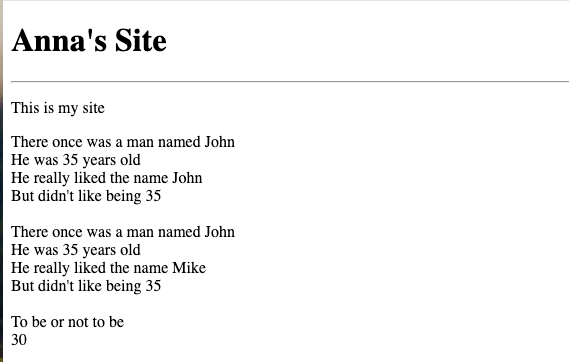 Anna's Site
This is my site
There once was a man named John
He was 35 years old
He really liked the name John
But didn't like being 35
There once was a man named John
He was 35 years old
He really liked the name Mike
But didn't like being 35
To be or not to be
30